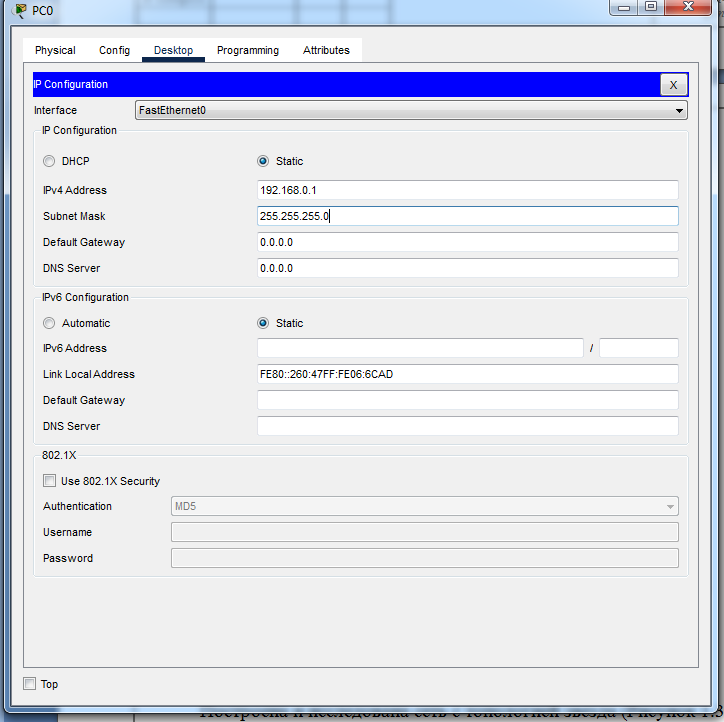 PC0
Physical Config Desktop Programming Attributes
IP Configuration X
Interface FastEthernet0
IP Configuration
DHCP Static
IPv4 Address 192.168.0.1
Subnet Mask 255.255.255.0
Default Gateway 0.0.0.0
DNS Server 0.0.0.0
IPv6 Configuration
Automatic Static
IPv6 Address /
Link Local Address FE80::260:47FF:FE06:6CAD
Default Gateway
DNS Server
802.1X
Use 802.1X Security
Authentication MD5
Username
Password
Top
Построена и исследована сеть с топологией звезда (Рисунок